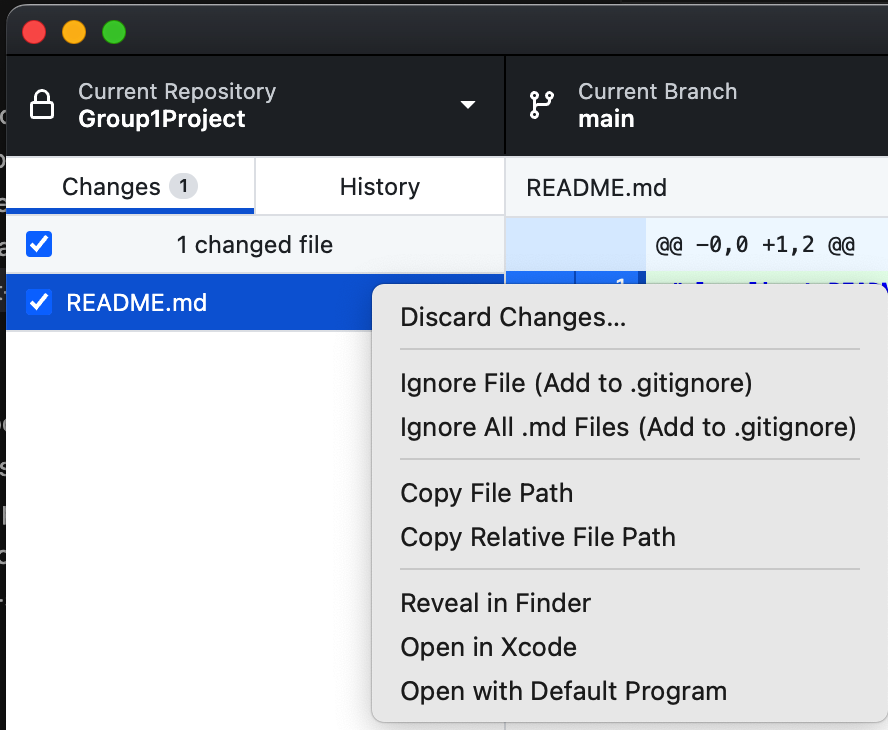 Current Repository
Group1Project
Current Branch
main
Changes 1
History
README.md
1 changed file
@@ -0,0 +1,2 @@
README.md
1
Discard Changes...
Ignore File (Add to .gitignore)
Ignore All .md Files (Add to .gitignore)
Copy File Path
Copy Relative File Path
Reveal in Finder
Open in Xcode
Open with Default Program